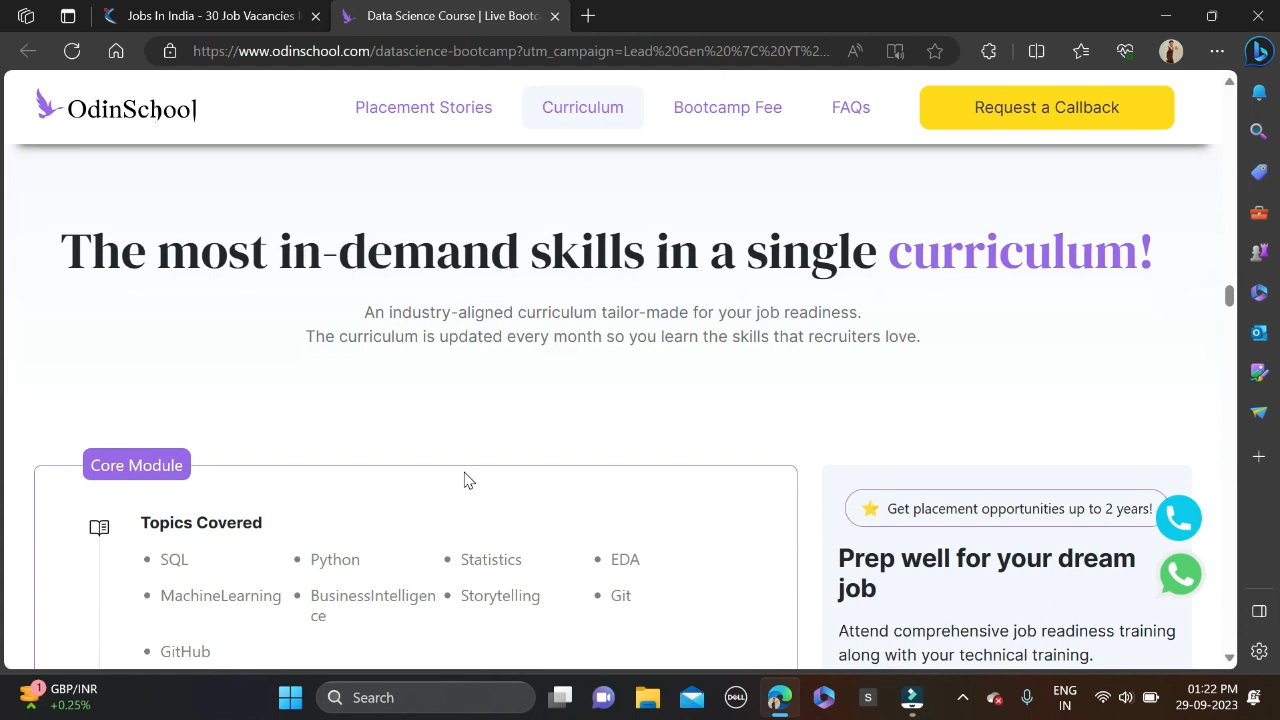 Jobs In India - 30 Job Vacancies
Data Science Course | Live Bootc
https://www.odinschool.com/datascience-bootcamp?utm_campaign=Lead%20Gen%20%7C%20YT%2...
OdinSchool
Placement Stories
Curriculum
Bootcamp Fee
FAQs
Request a Callback
The most in-demand skills in a single curriculum!
An industry-aligned curriculum tailor-made for your job readiness.
The curriculum is updated every month so you learn the skills that recruiters love.
Core Module
Topics Covered
SQL
Python
Statistics
EDA
MachineLearning
BusinessIntelligen
ce
Storytelling
Git
GitHub
Get placement opportunities up to 2 years!
Prep well for your dream
job
Attend comprehensive job readiness training
along with your technical training.
1
GBP/INR
+0.25%
Search
DELL
S
ENG
IN
01:22 PM
29-09-2023